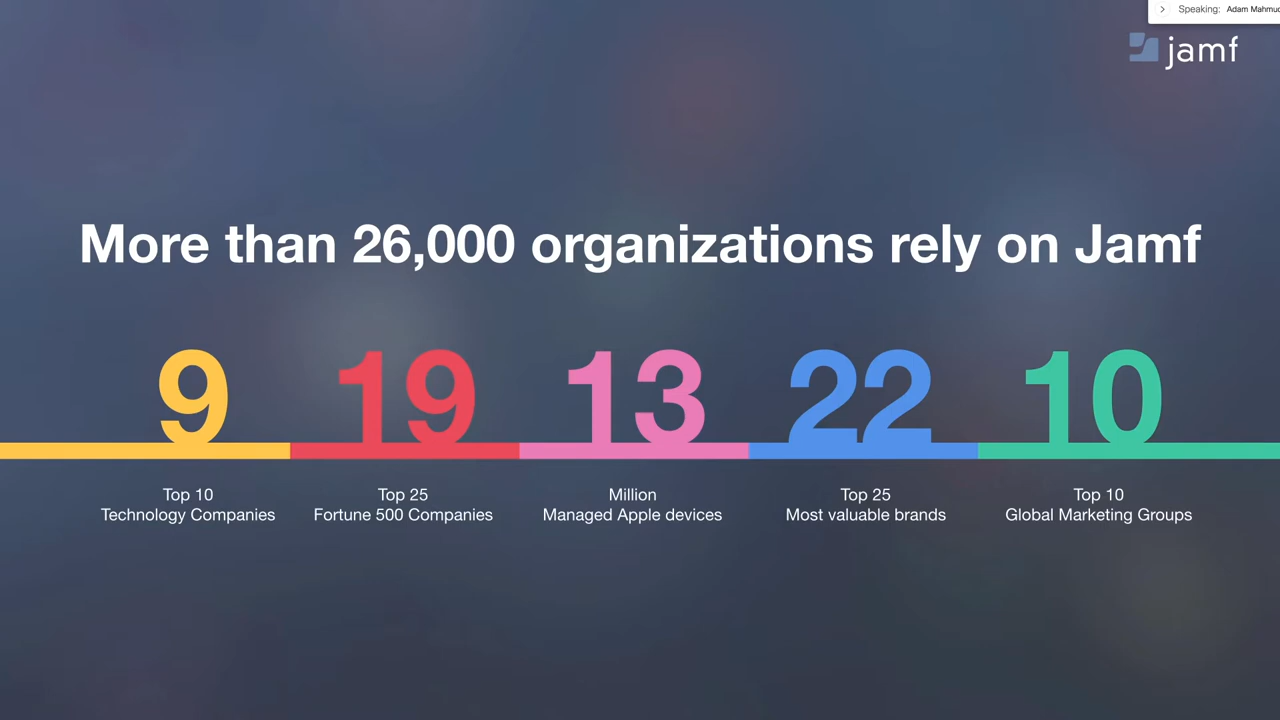 Speaking: Adam
jamf
More than 26,000 organizations rely on Jamf
9
19
13
22
10
Top 10
Technology Companies
Top 25
Fortune 500 Companies
Million
Managed Apple devices
Top 25
Most valuable brands
Top 10
Global Marketing Groups